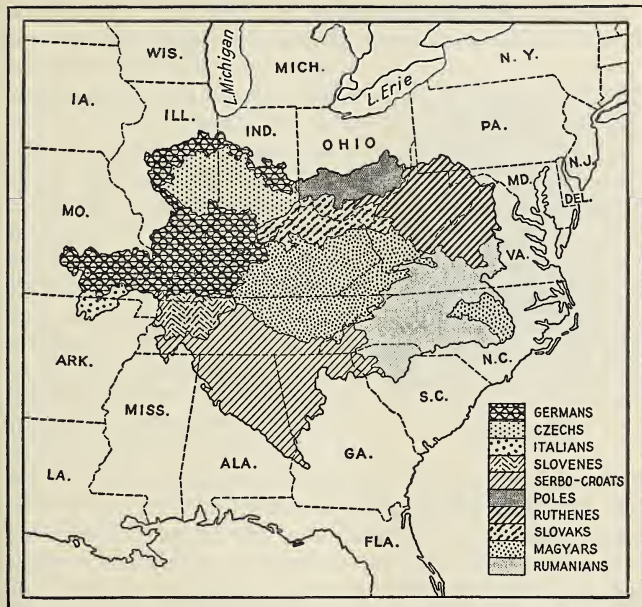 WIS.
L. Michigan
MICH.
L. Erie
N. Y.
IA.
ILL.
IND.
OHIO
PA.
N.J.
MD.
DEL.
MO.
VA.
ARK.
N.C.
S.C.
MISS.
ALA.
GA.
LA.
FLA.
GERMANS
CZECHS
ITALIANS
SLOVENES
SERBO-CROATS
POLES
RUTHENES
SLOVAKS
MAGYARS
RUMANIANS